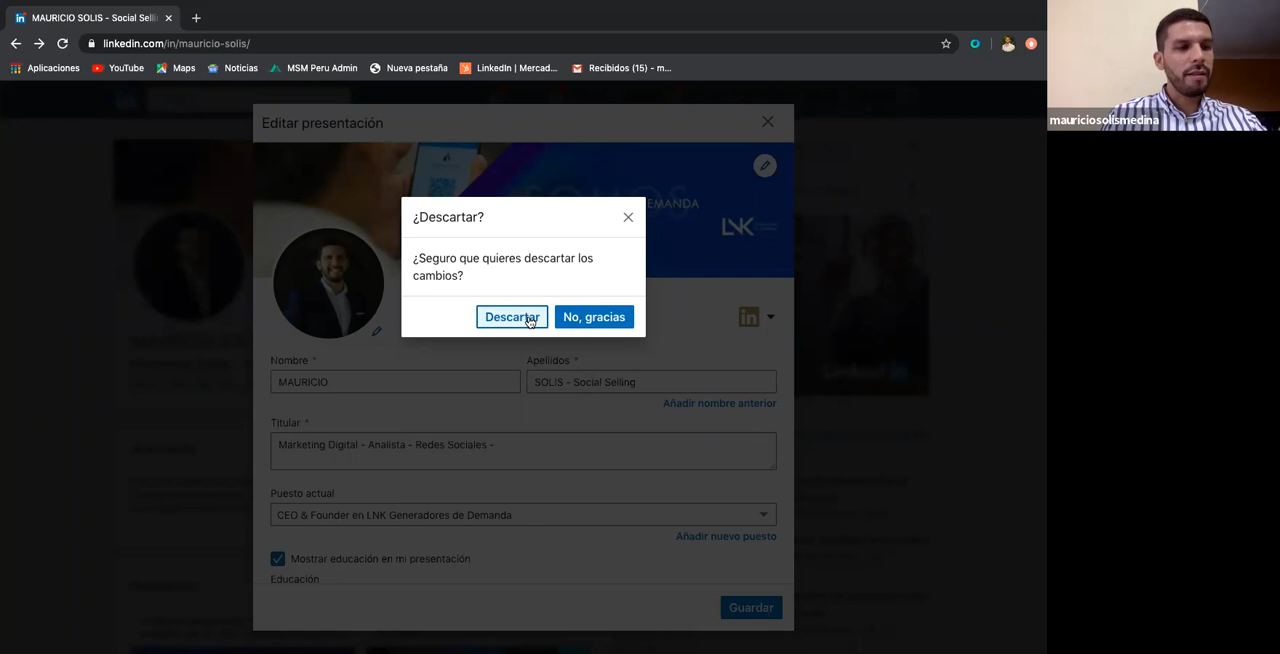 MAURICIO SOLIS - Social Selli
linkedin.com/in/mauricio-solis/
Aplicaciones YouTube Maps Noticias MSM Peru Admin Nueva pestaña LinkedIn | Mercad... Recibidos (15) - m...
mauriciosolismedina
Editar presentación
EMANDA
LNK
¿Descartar?
¿Seguro que quieres descartar los
cambios?
Descartar No, gracias
in
Nombre * Apellidos *
MAURICIO SOLIS - Social Selling
Añadir nombre anterior
Titular *
Marketing Digital - Analista - Redes Sociales -
Puesto actual
CEO & Founder en LNK Generadores de Demanda
Añadir nuevo puesto
Mostrar educación en mi presentación
Educación
Guardar